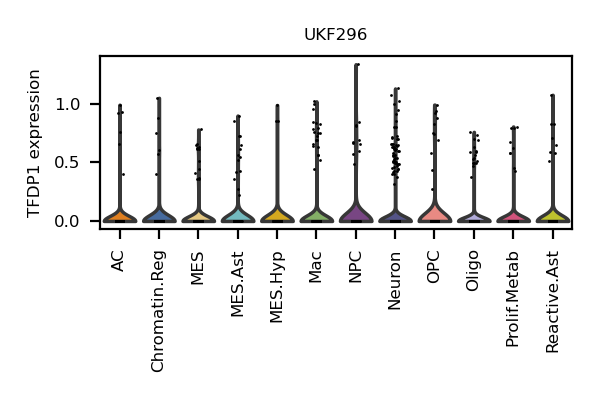 UKF296
TFDP1 expression
1.0
0.5
0.0
AC
Chromatin.Reg
MES
MES.Ast
MES.Hyp
Mac
NPC
Neuron
OPC
Oligo
Prolif.Metab
Reactive.Ast